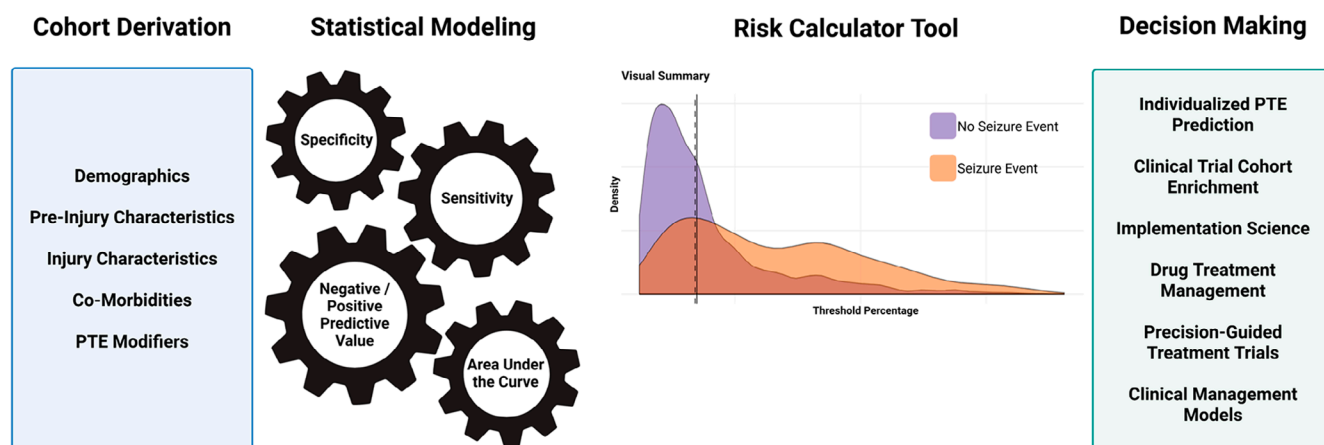 Cohort Derivation
Demographics
Pre-Injury Characteristics
Injury Characteristics
Co-Morbidities
PTE Modifiers
Statistical Modeling
Specificity
Sensitivity
Negative /
Positive
Predictive
Value
Area Under
the Curve
Risk Calculator Tool
Visual Summary
Density
No Seizure Event
Seizure Event
Threshold Percentage
Decision Making
Individualized PTE
Prediction
Clinical Trial Cohort
Enrichment
Implementation Science
Drug Treatment
Management
Precision-Guided
Treatment Trials
Clinical Management
Models